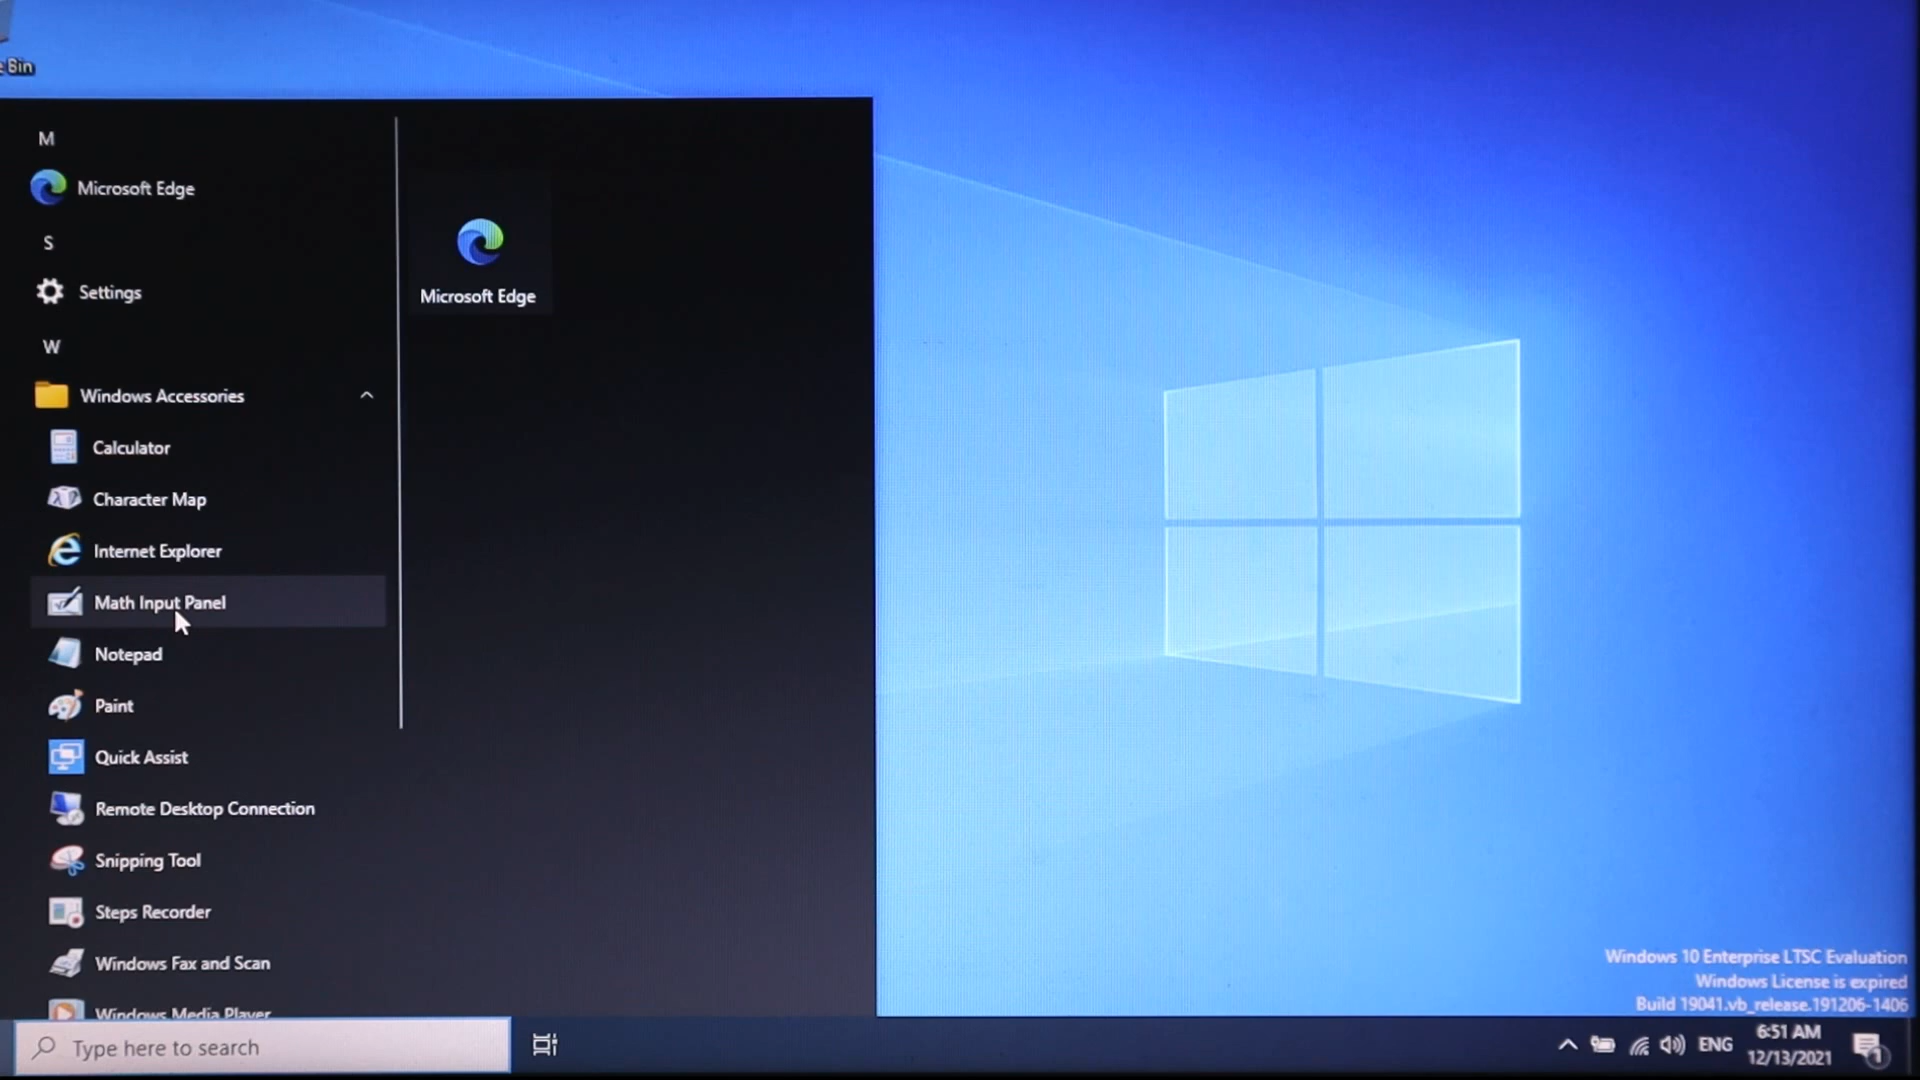 Bin
M
Microsoft Edge
S
Settings
W
Windows Accessories
Calculator
Character Map
Internet Explorer
Math Input Panel
Notepad
Paint
Quick Assist
Remote Desktop Connection
Snipping Tool
Steps Recorder
Windows Fax and Scan
Windows Media Player
Microsoft Edge
Windows 10 Enterprise LTSC Evaluation
Windows License is expired
Build 19041.vb_release.191206-1406
Type here to search
ENG
6:51 AM
12/13/2021
1